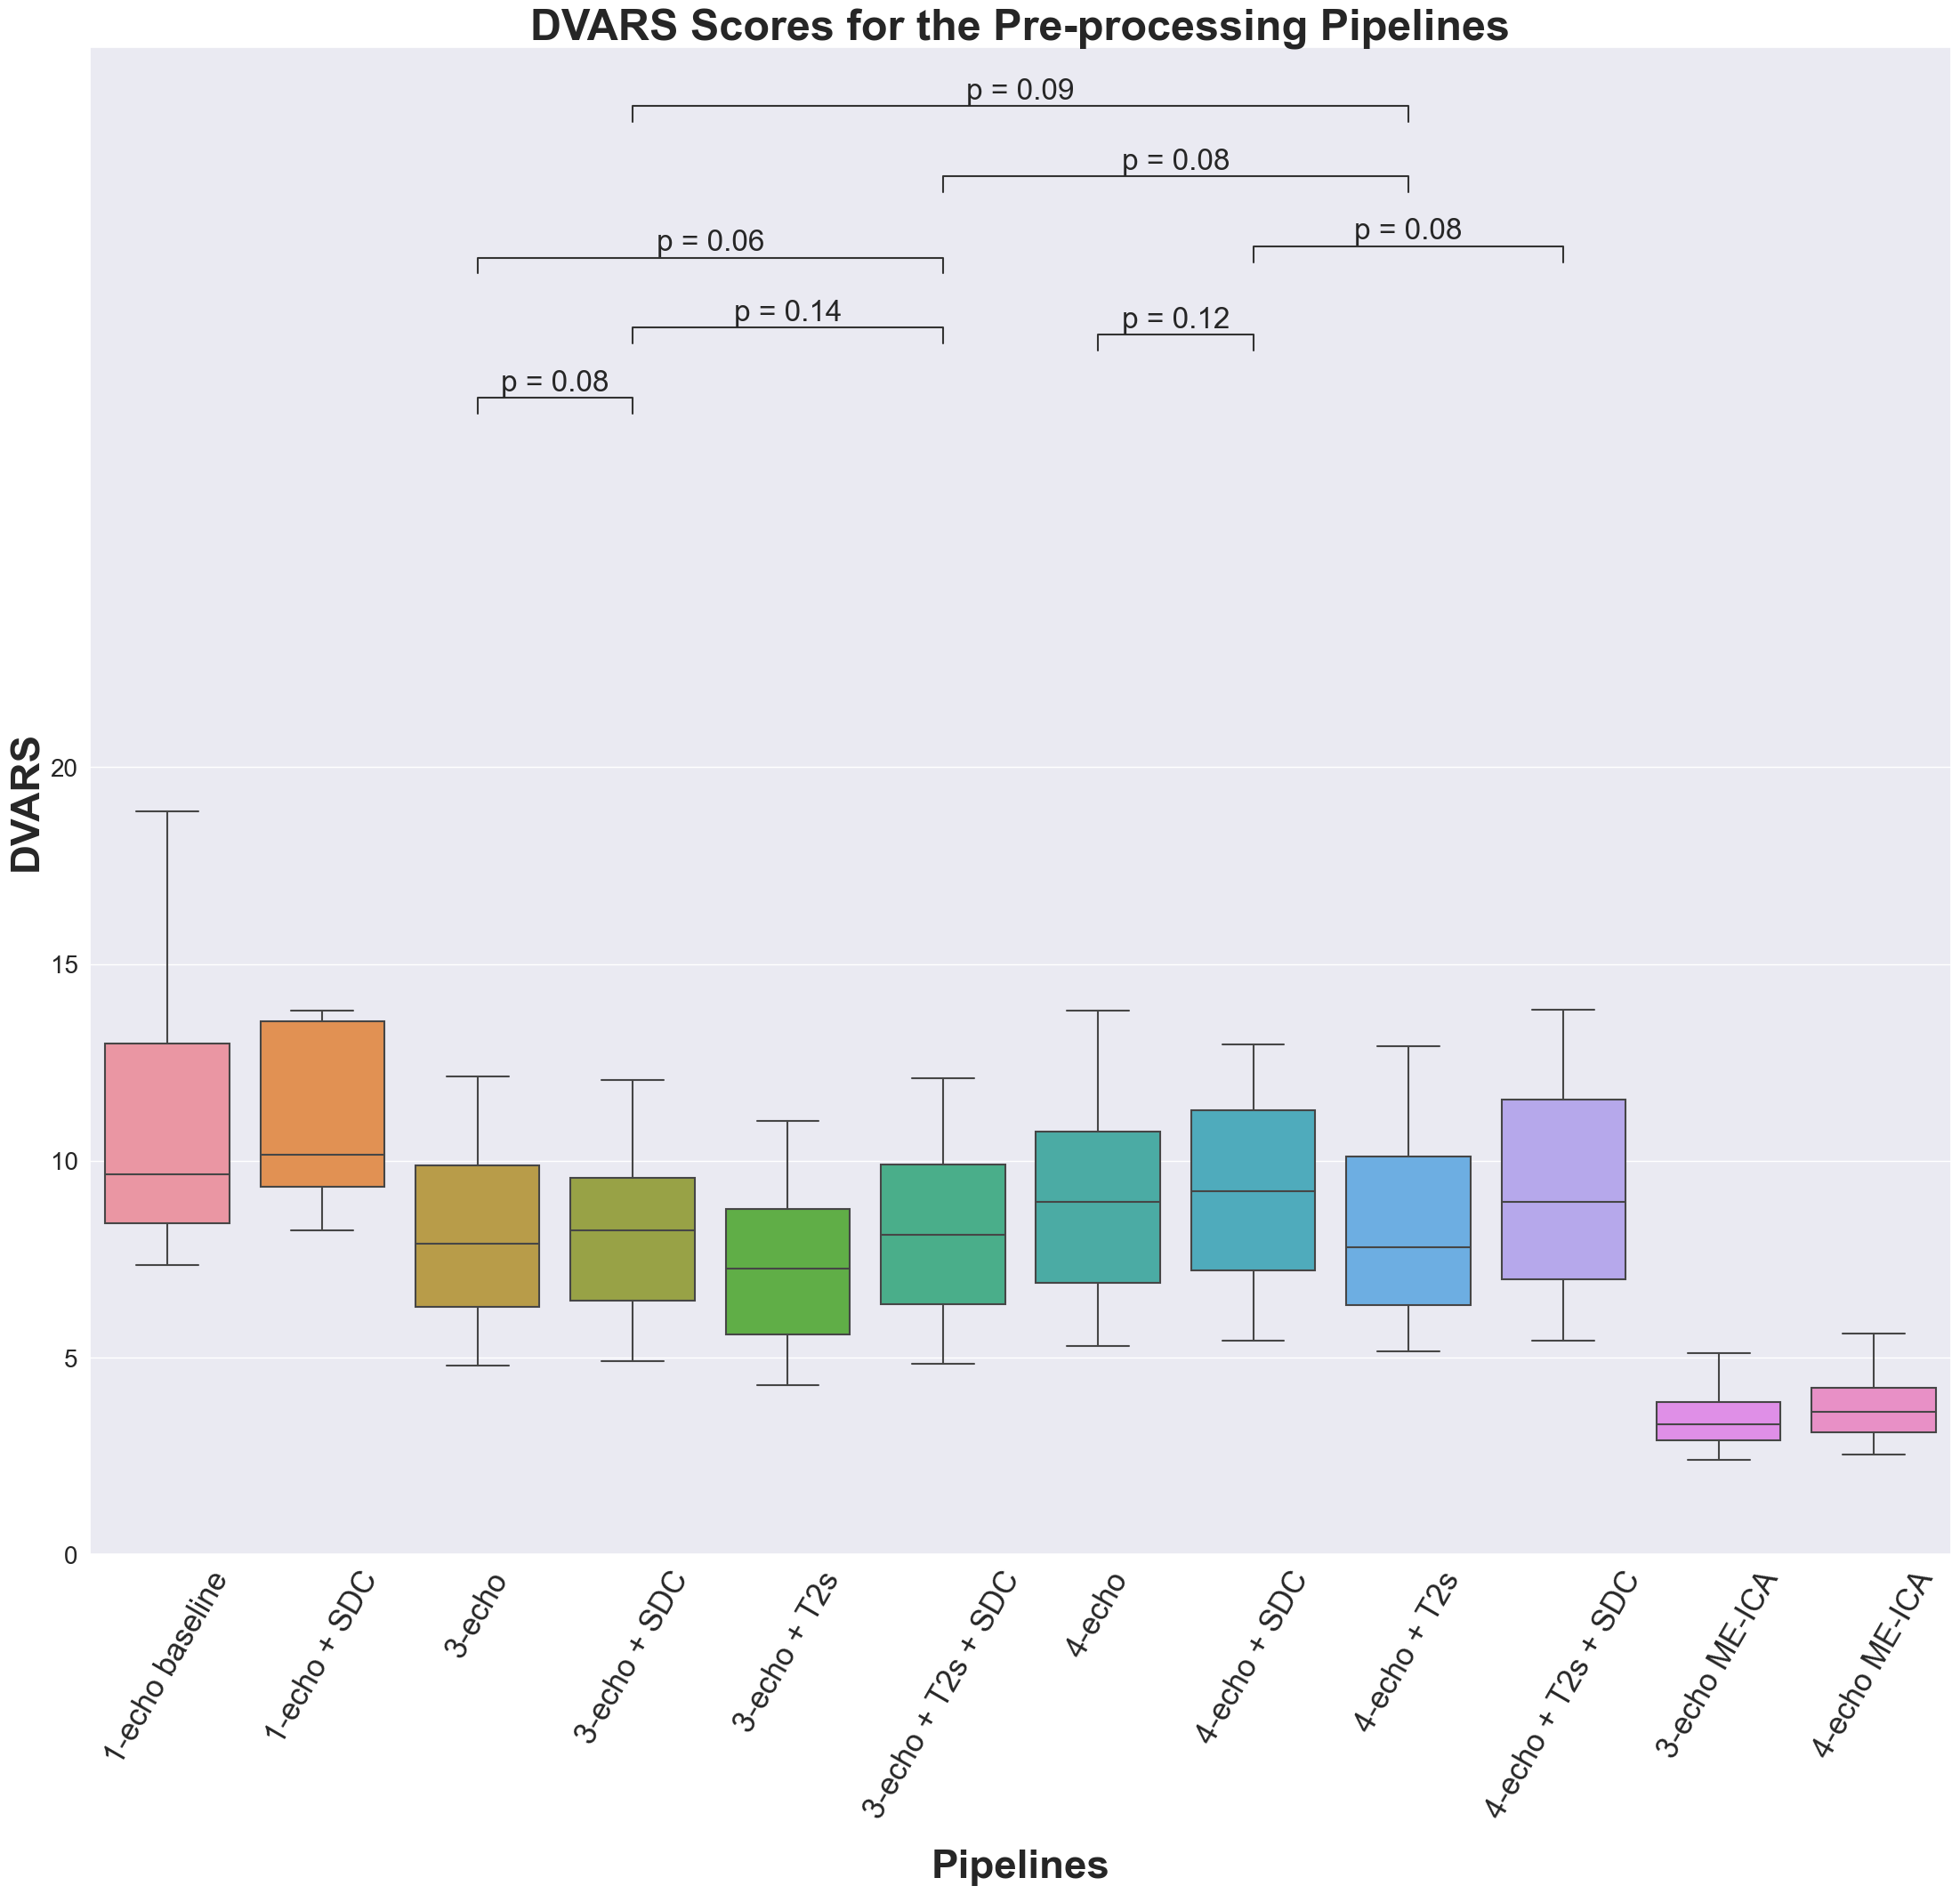 DVARS Scores for the Pre-processing Pipelines
p = 0.09
p = 0.08
p = 0.08
p = 0.06
p = 0.14
p = 0.12
p = 0.08
DVARS
20
15
10
5
0
1-echo baseline
1-echo + SDC
3-echo
3-echo + SDC
3-echo + T2s
3-echo + T2s + SDC
4-echo
4-echo + SDC
4-echo + T2s
4-echo + T2s + SDC
3-echo ME-ICA
4-echo ME-ICA
Pipelines